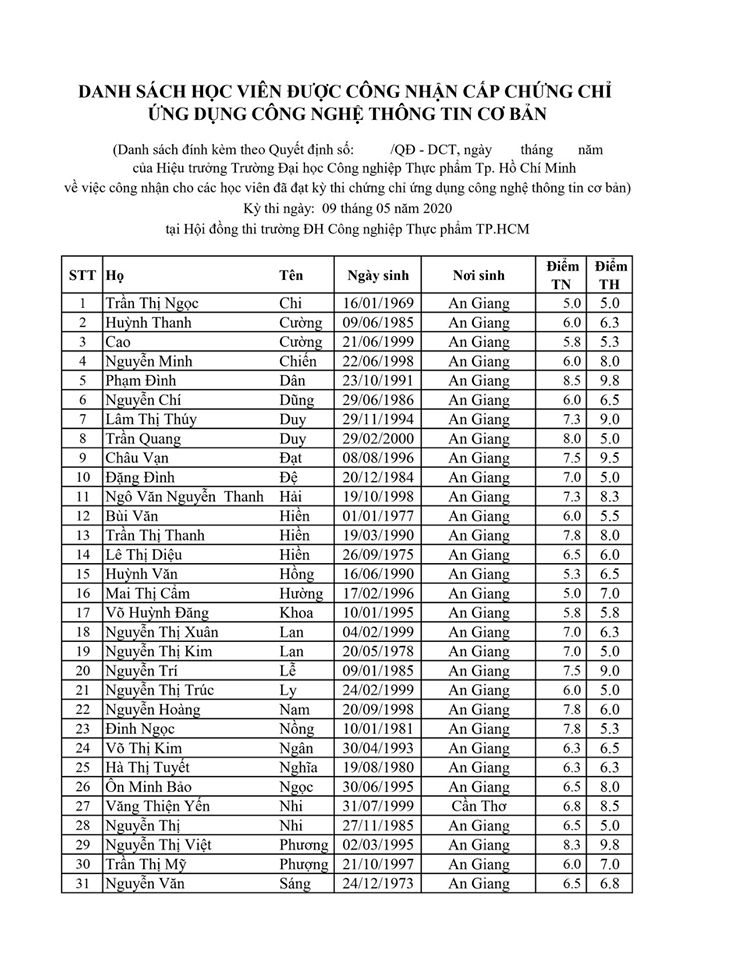 DANH SÁCH HỌC VIÊN ĐƯỢC CÔNG NHẬN CẤP CHỨNG CHỈ
ỨNG DỤNG CÔNG NGHỆ THÔNG TIN CƠ BẢN
(Danh sách đính kèm theo Quyết định số: /QĐ - DCT, ngày tháng năm
của Hiệu trưởng Trường Đại học Công nghiệp Thực phẩm Tp. Hồ Chí Minh
về việc công nhận cho các học viên đã đạt kỳ thi chứng chỉ ứng dụng công nghệ thông tin cơ bản)
Kỳ thi ngày: 09 tháng 05 năm 2020
tại Hội đồng thi trường ĐH Công nghiệp Thực phẩm TP.HCM
STT Họ Tên Ngày sinh Nơi sinh Điểm TN Điểm TH
1 Trần Thị Ngọc Chi 16/01/1969 An Giang 5.0 5.0
2 Huỳnh Thanh Cường 09/06/1985 An Giang 6.0 6.3
3 Cao Cường 21/06/1999 An Giang 5.8 5.3
4 Nguyễn Minh Chiến 22/06/1998 An Giang 6.0 8.0
5 Phạm Đình Dân 23/10/1991 An Giang 8.5 9.8
6 Nguyễn Chí Dũng 29/06/1986 An Giang 6.0 6.5
7 Lâm Thị Thúy Duy 29/11/1994 An Giang 7.3 9.0
8 Trần Quang Duy 29/02/2000 An Giang 8.0 5.0
9 Châu Vạn Đạt 08/08/1996 An Giang 7.5 9.5
10 Đặng Đình Đệ 20/12/1984 An Giang 7.0 5.0
11 Ngô Văn Nguyễn Thanh Hải 19/10/1998 An Giang 7.3 8.3
12 Bùi Văn Hiền 01/01/1977 An Giang 6.0 5.5
13 Trần Thị Thanh Hiền 19/03/1990 An Giang 7.8 8.0
14 Lê Thị Diệu Hiền 26/09/1975 An Giang 6.5 6.0
15 Huỳnh Văn Hồng 16/06/1990 An Giang 5.3 6.5
16 Mai Thị Cẩm Hường 17/02/1996 An Giang 5.0 7.0
17 Võ Huỳnh Đăng Khoa 10/01/1995 An Giang 5.8 5.8
18 Nguyễn Thị Xuân Lan 04/02/1999 An Giang 7.0 6.3
19 Nguyễn Thị Kim Lan 20/05/1978 An Giang 7.0 5.0
20 Nguyễn Trí Lễ 09/01/1985 An Giang 7.5 9.0
21 Nguyễn Thị Trúc Ly 24/02/1999 An Giang 6.0 5.0
22 Nguyễn Hoàng Nam 20/09/1998 An Giang 7.8 6.0
23 Đinh Ngọc Nồng 10/01/1981 An Giang 7.8 5.3
24 Võ Thị Kim Ngân 30/04/1993 An Giang 6.3 6.5
25 Hà Thị Tuyết Nghĩa 19/08/1980 An Giang 6.3 6.3
26 Ôn Minh Bảo Ngọc 30/06/1995 An Giang 6.5 8.0
27 Văng Thiện Yến Nhi 31/07/1999 Cần Thơ 6.8 8.5
28 Nguyễn Thị Nhi 27/11/1985 An Giang 6.5 5.0
29 Nguyễn Thị Việt Phương 02/03/1995 An Giang 8.3 9.8
30 Trần Thị Mỹ Phượng 21/10/1997 An Giang 6.0 7.0
31 Nguyễn Văn Sáng 24/12/1973 An Giang 6.5 6.8